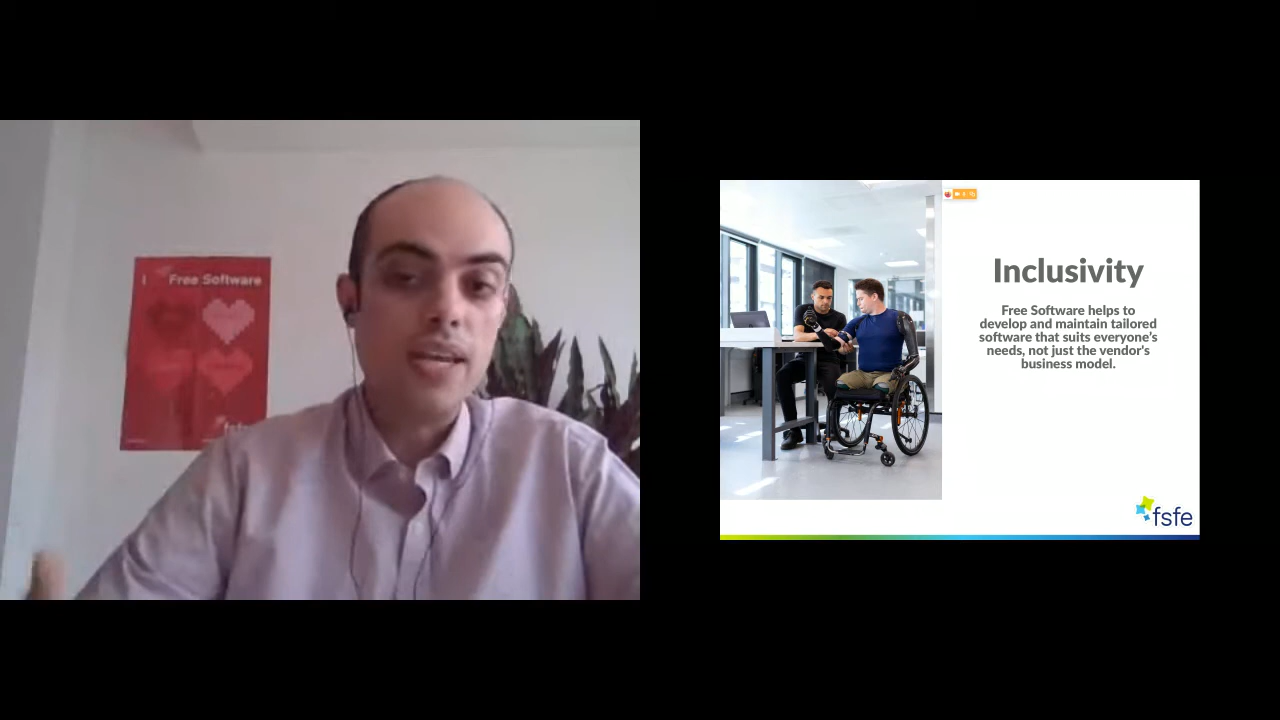 Free Software
fsfe
Inclusivity
Free Software helps to
develop and maintain tailored
software that suits everyone's
needs, not just the vendor's
business model.
fsfe